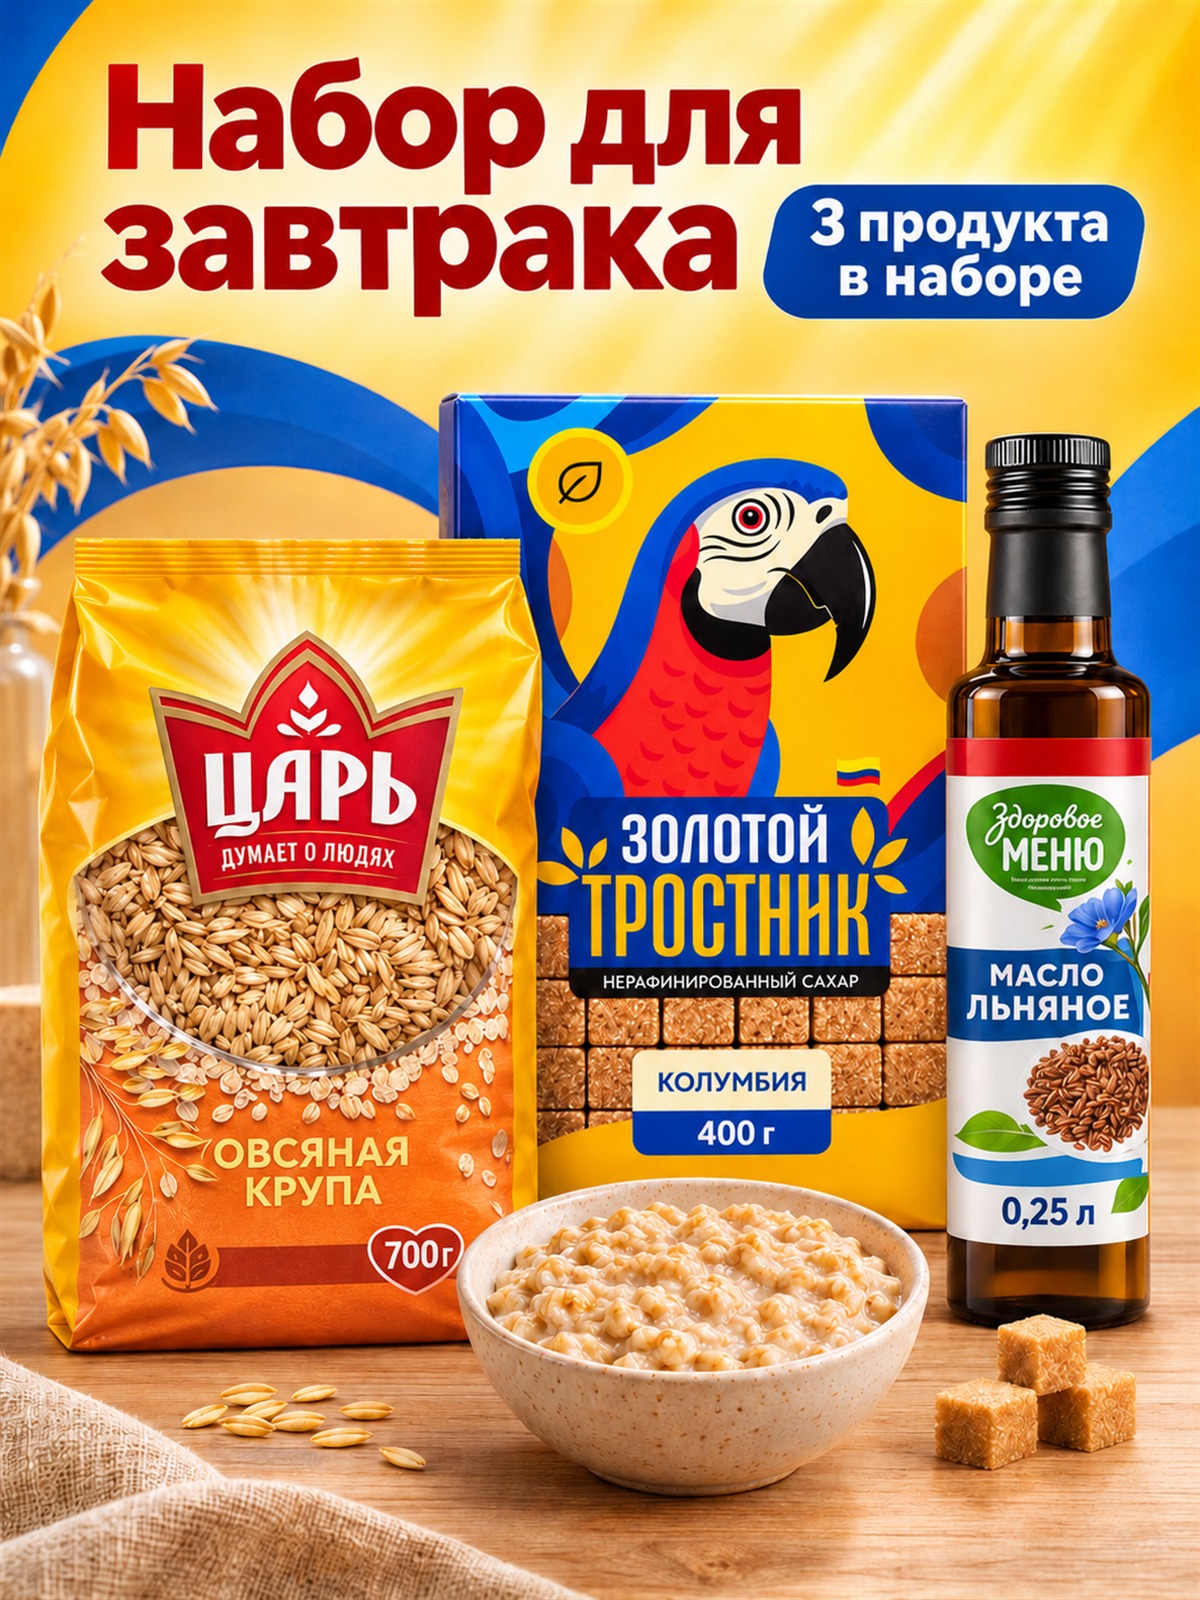 Набор для
завтрака
3 продукта
в наборе
ЦАРЬ
ДУМАЕТ О ЛЮДЯХ
ОВСЯНАЯ
КРУПА
700г
ЗОЛОТОЙ
ТРОСТНИК
НЕРАФИНИРОВАННЫЙ САХАР
КОЛУМБИЯ
400 г
Здоровое
МЕНЮ
МАСЛО
ЛЬНЯНОЕ
0,25 л